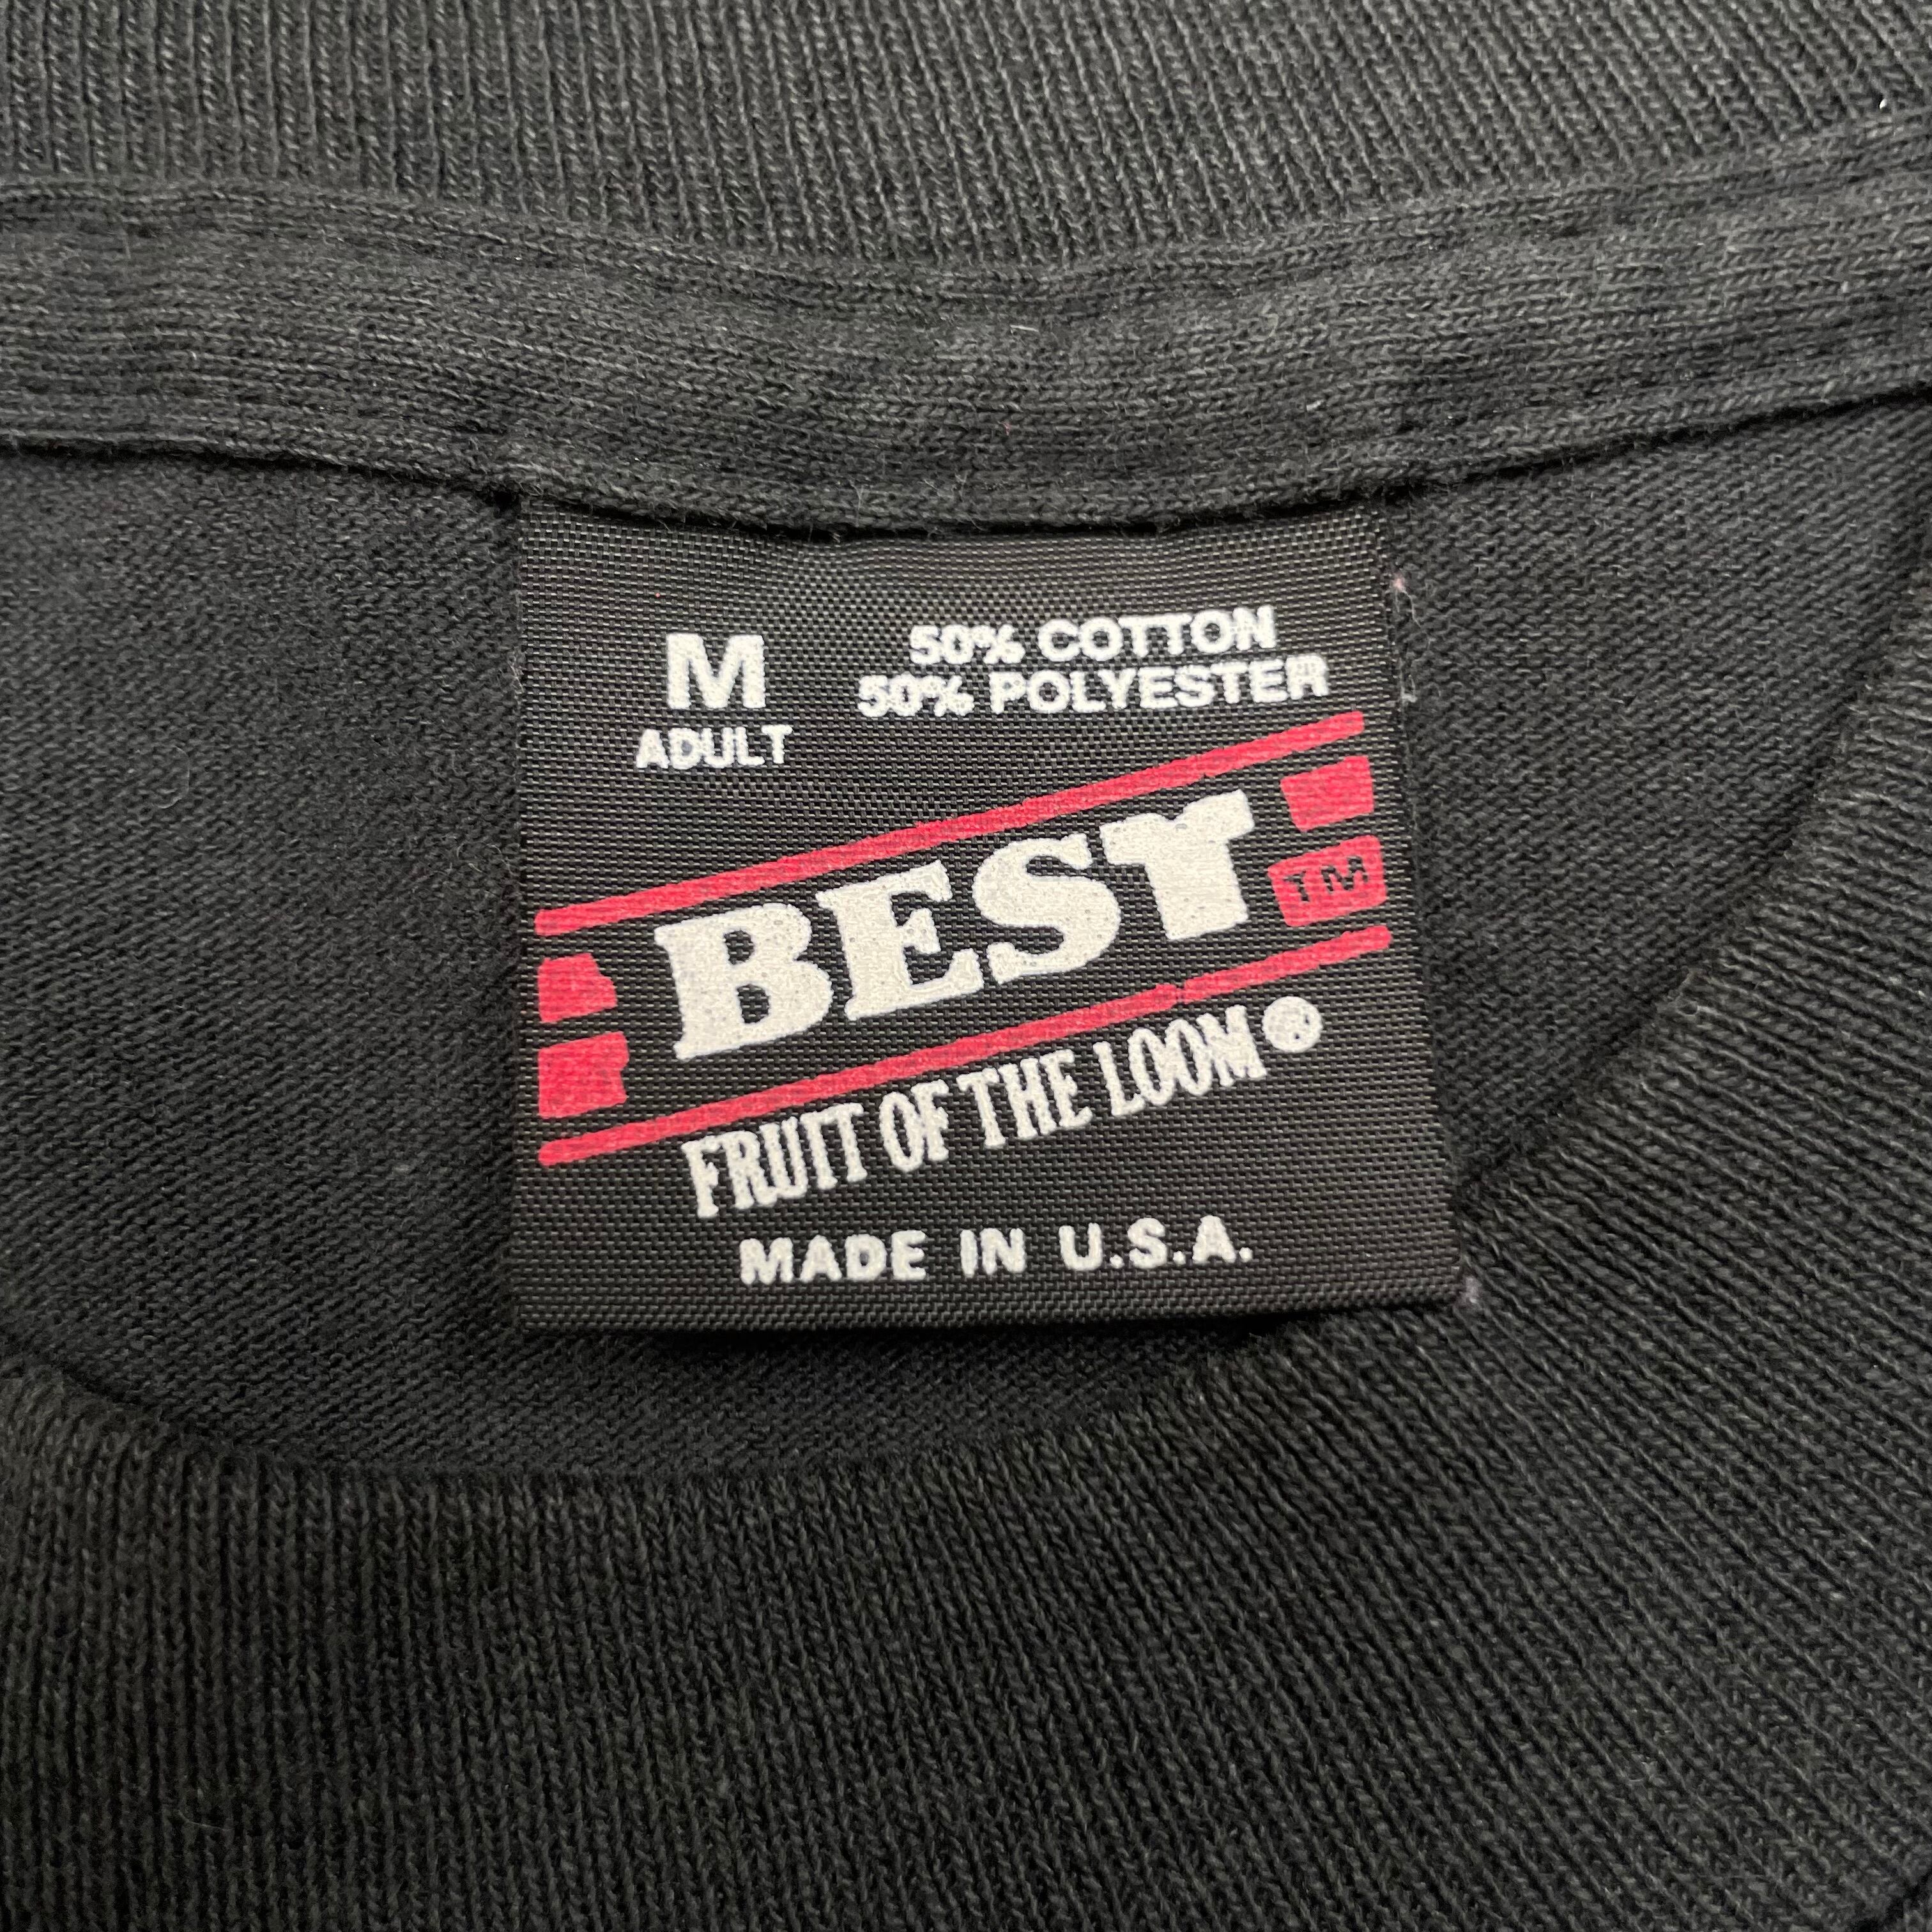 M
ADULT
50% COTTON
50% POLYESTER
BEST TM
FRUIT OF THE LOOM®
MADE IN U.S.A.